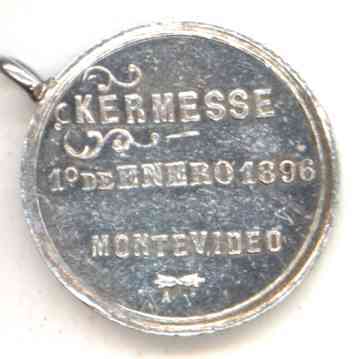 KERMESSE
1º DE ENERO 1896
MONTEVIDEO